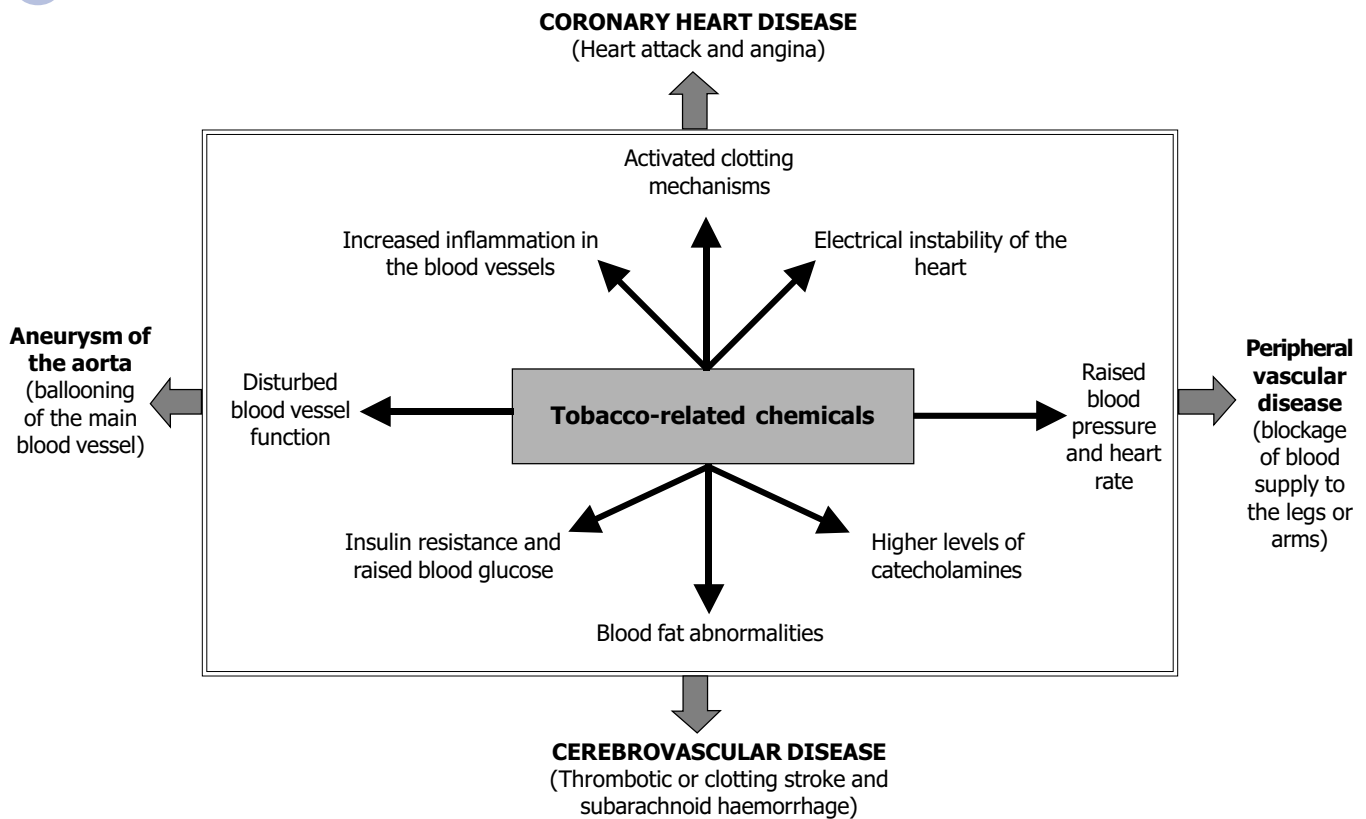 CORONARY HEART DISEASE
(Heart attack and angina)
Activated clotting
mechanisms
Increased inflammation in
the blood vessels
Electrical instability of the
heart
Aneurysm of
the aorta
(ballooning
of the main
blood vessel)
Disturbed
blood vessel
function
Tobacco-related chemicals
Raised
blood
pressure
and heart
rate
Peripheral
vascular
disease
(blockage
of blood
supply to
the legs or
arms)
Insulin resistance and
raised blood glucose
Higher levels of
catecholamines
Blood fat abnormalities
CEREBROVASCULAR DISEASE
(Thrombotic or clotting stroke and
subarachnoid haemorrhage)